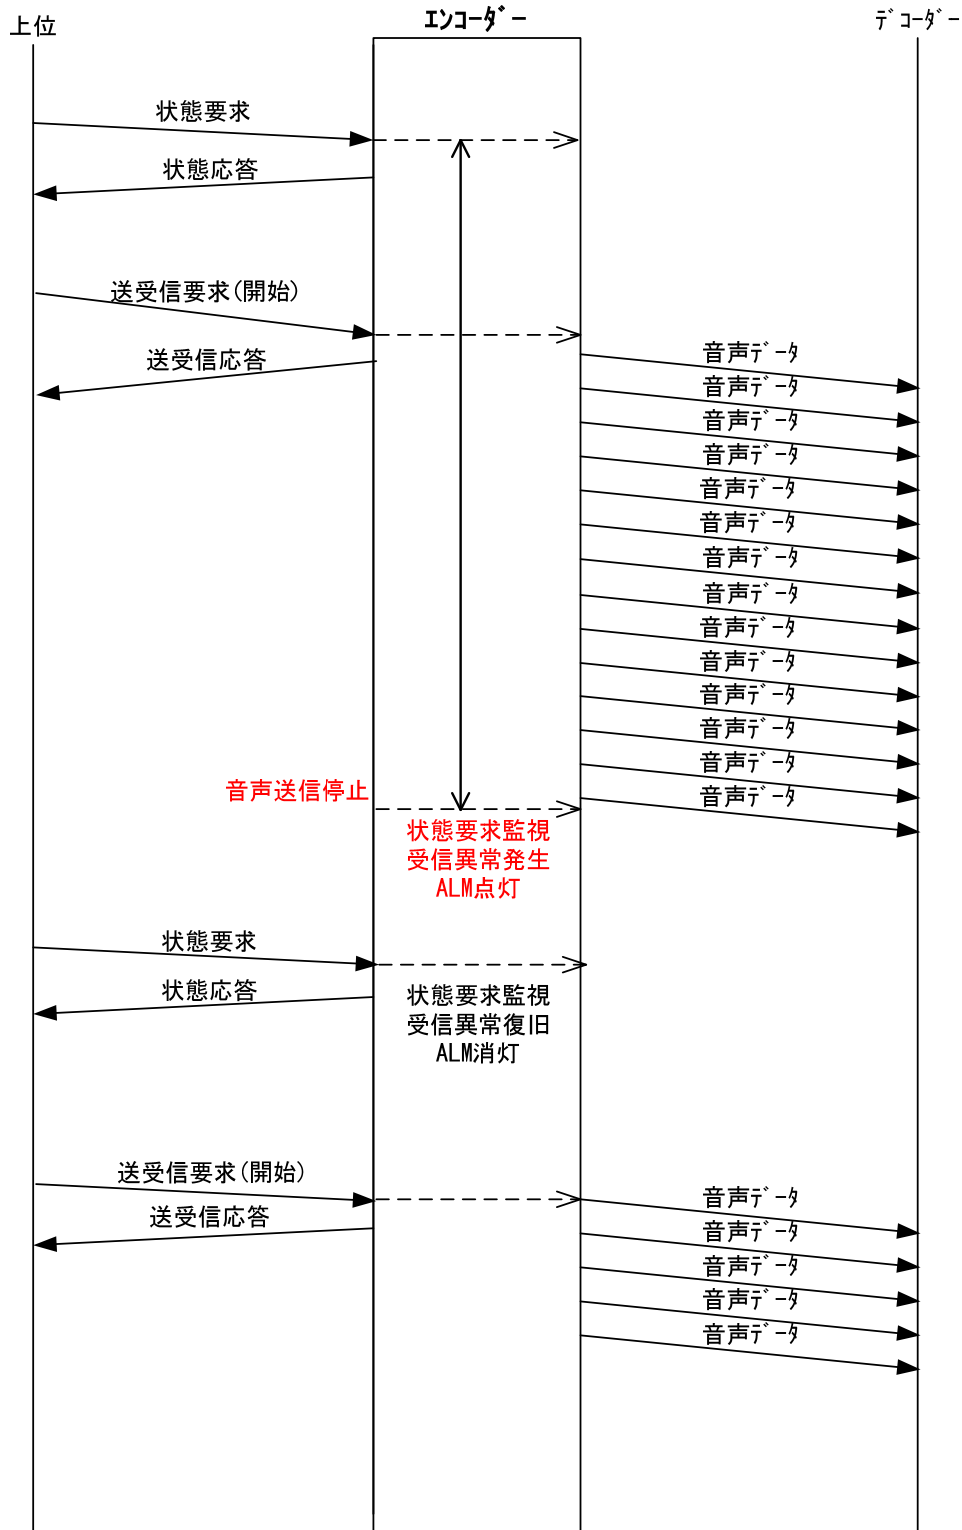 上位
エンコーダー
デコーダー
状態要求
状態応答
送受信要求(開始)
音声データ
送受信応答
音声データ
音声データ
音声データ
音声データ
音声データ
音声データ
音声データ
音声データ
音声データ
音声データ
音声データ
音声データ
音声送信停止
音声データ
状態要求監視
受信異常発生
ALM点灯
状態要求
状態応答
状態要求監視
受信異常復旧
ALM消灯
送受信要求(開始)
音声データ
送受信応答
音声データ
音声データ
音声データ
音声データ